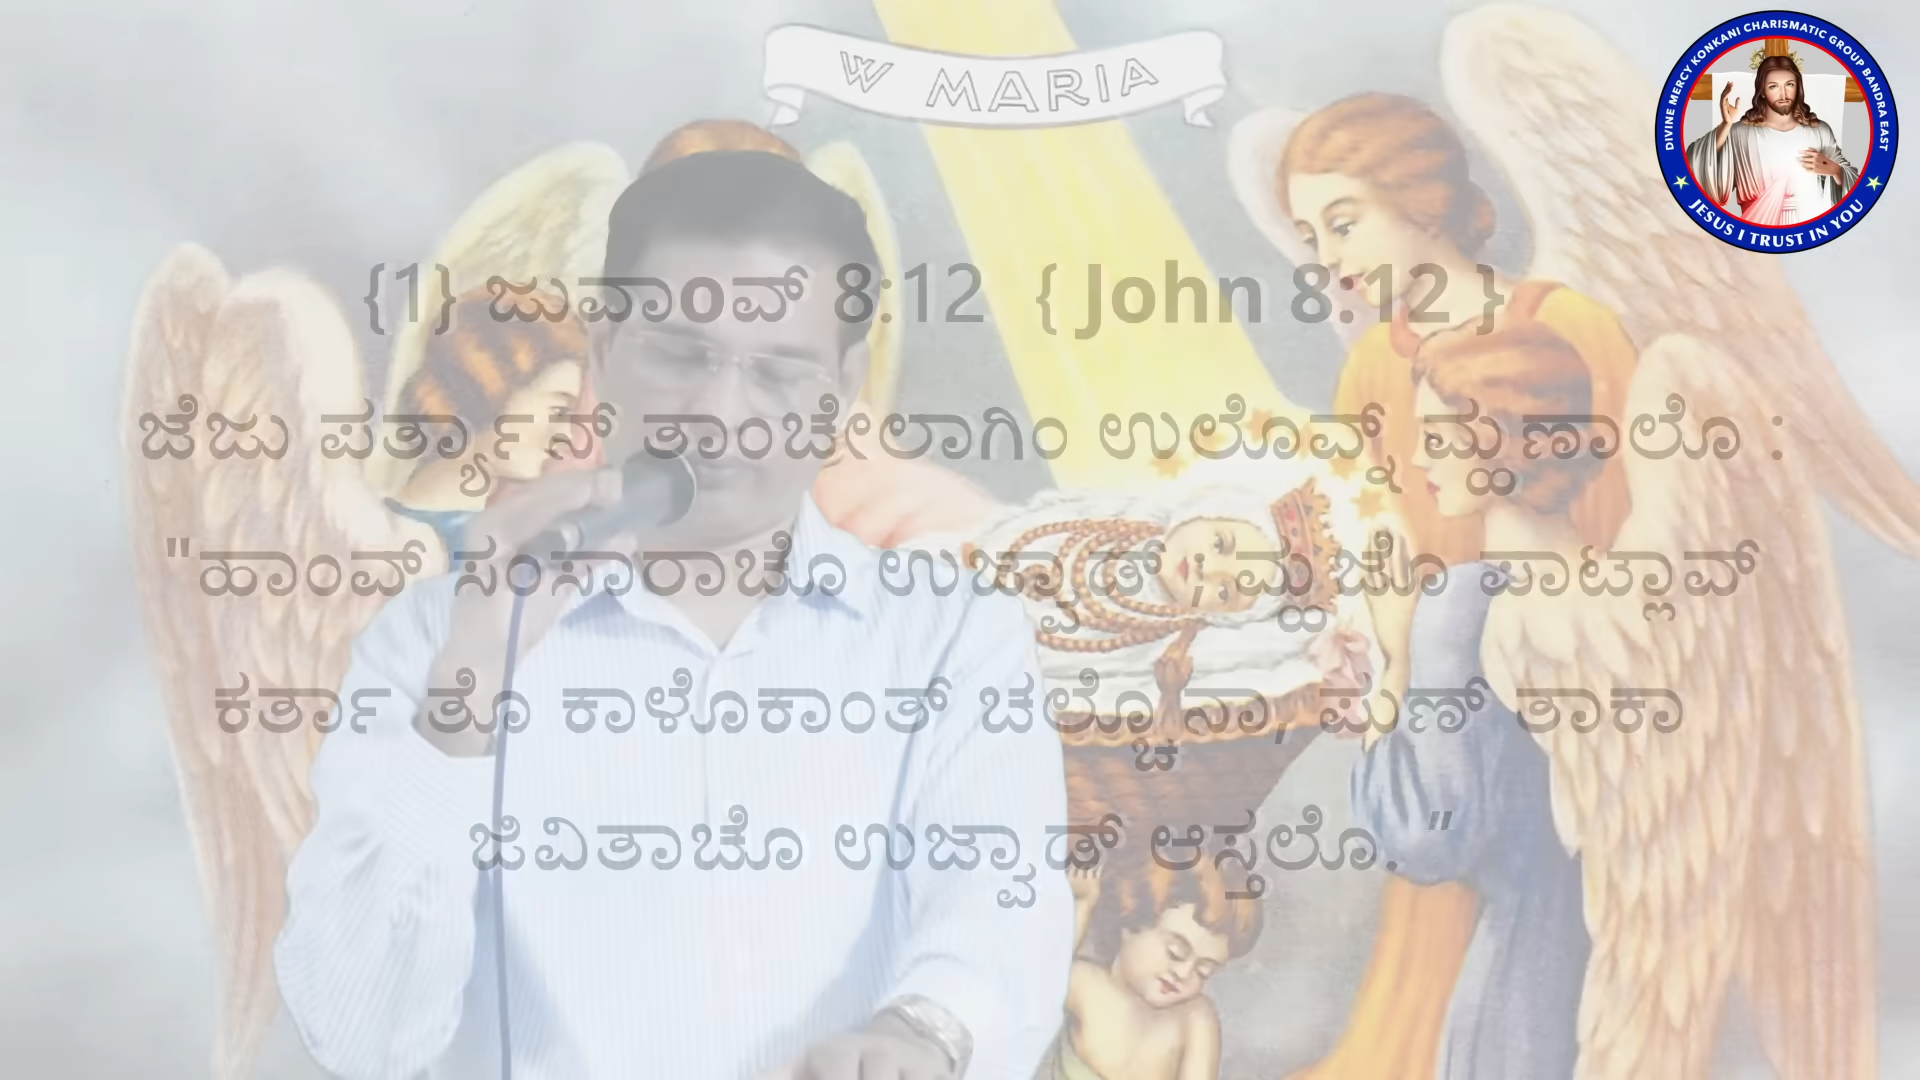 W MARIA
DIVINE MERCY KONKANI CHARISMATIC GROUP BANDRA EAST
JESUS I TRUST IN YOU
{1} ಜುವಾಂವ್ 8:12 { John 8:12 }
ಜೆಜು ಪರ್ತ್ಯಾನ್ ತಾಂಚೇಲಾಗಿಂ ಉಲೊವ್ನ್ ಮ್ಹಣಾಲೊ :
"ಹಾಂವ್ ಸಂಸಾರಾಚೊ ಉಜ್ವಾಡ್ , ಮ್ಹಜೊ ಪಾಟ್ಲಾವ್
ಕರ್ತಾ ತೊ ಕಾಳೊಕಾಂತ್ ಚಲ್ಚೊನಾ, ಪುಣ್ ತಾಕಾ
ಜಿವಿತಾಚೊ ಉಜ್ವಾಡ್ ಆಸ್ತಲೊ. "